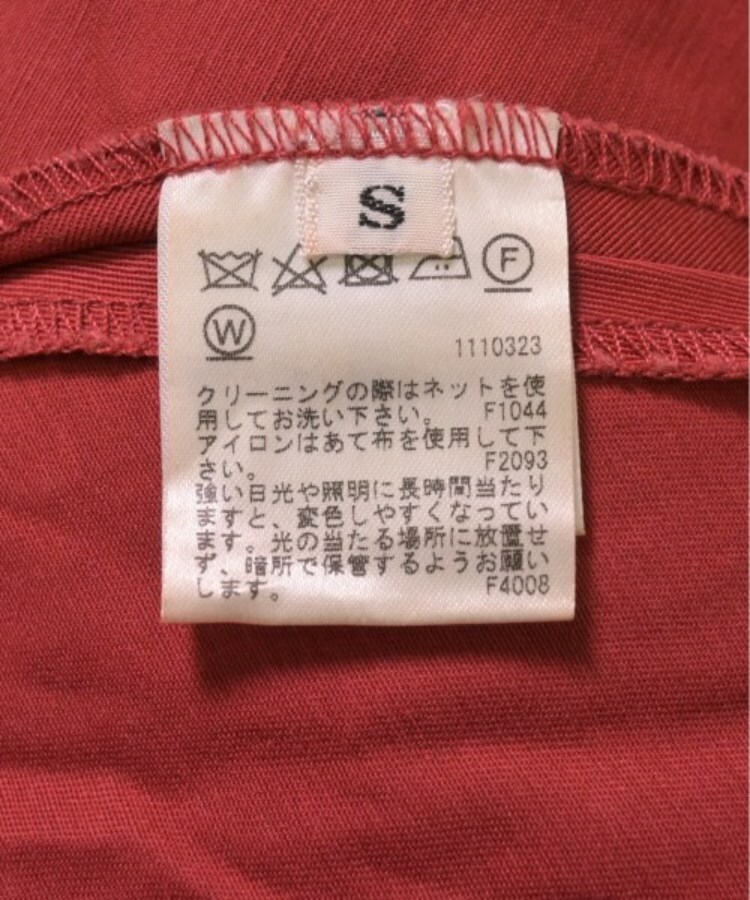 S
F
W
1110323
クリーニングの際はネットを使
用してお洗い下さい。 F1044
アイロンはあて布を使用して下
さい。 F2093
強い日光や照明に長時間当たり
ますと、変色しやすくなってい
ます。光の当たる場所に放置せ
ず、暗所で保管するようお願い
します。 F4008